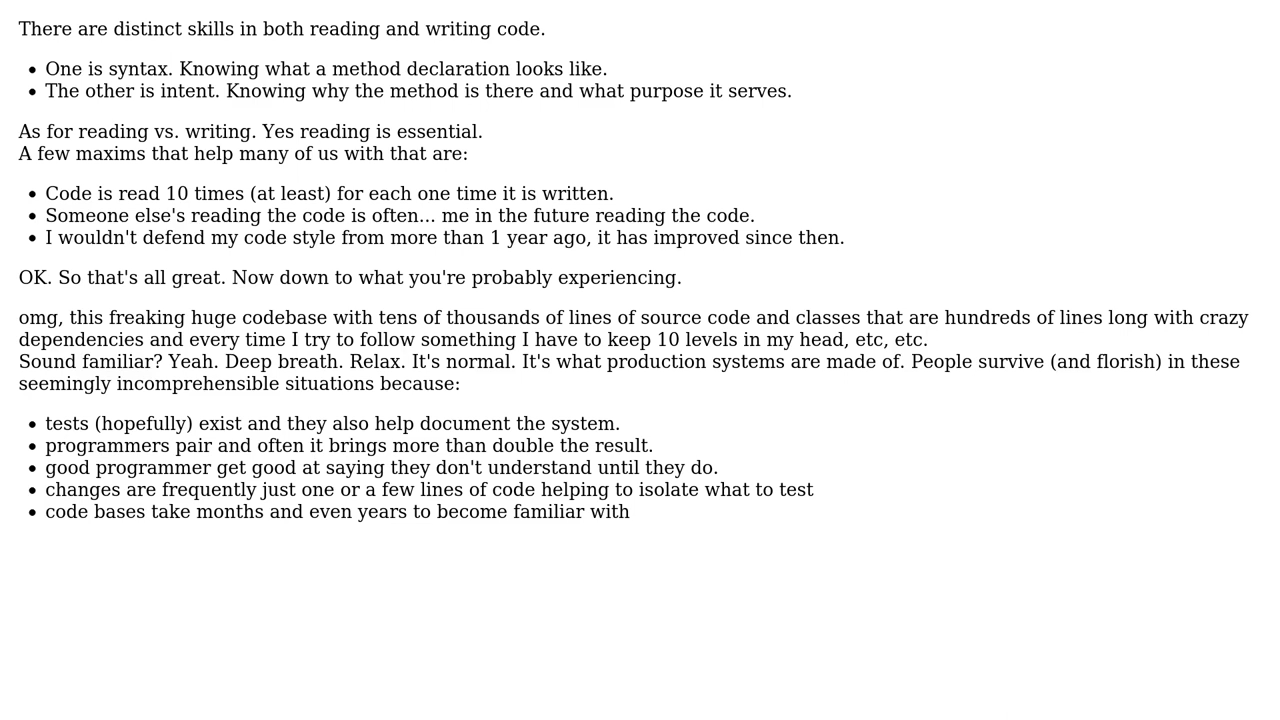 There are distinct skills in both reading and writing code.
• One is syntax. Knowing what a method declaration looks like.
• The other is intent. Knowing why the method is there and what purpose it serves.
As for reading vs. writing. Yes reading is essential.
A few maxims that help many of us with that are:
• Code is read 10 times (at least) for each one time it is written.
• Someone else's reading the code is often... me in the future reading the code.
• I wouldn't defend my code style from more than 1 year ago, it has improved since then.
OK. So that's all great. Now down to what you're probably experiencing.
omg, this freaking huge codebase with tens of thousands of lines of source code and classes that are hundreds of lines long with crazy
dependencies and every time I try to follow something I have to keep 10 levels in my head, etc, etc.
Sound familiar? Yeah. Deep breath. Relax. It's normal. It's what production systems are made of. People survive (and florish) in these
seemingly incomprehensible situations because:
• tests (hopefully) exist and they also help document the system.
• programmers pair and often it brings more than double the result.
• good programmer get good at saying they don't understand until they do.
• changes are frequently just one or a few lines of code helping to isolate what to test
• code bases take months and even years to become familiar with